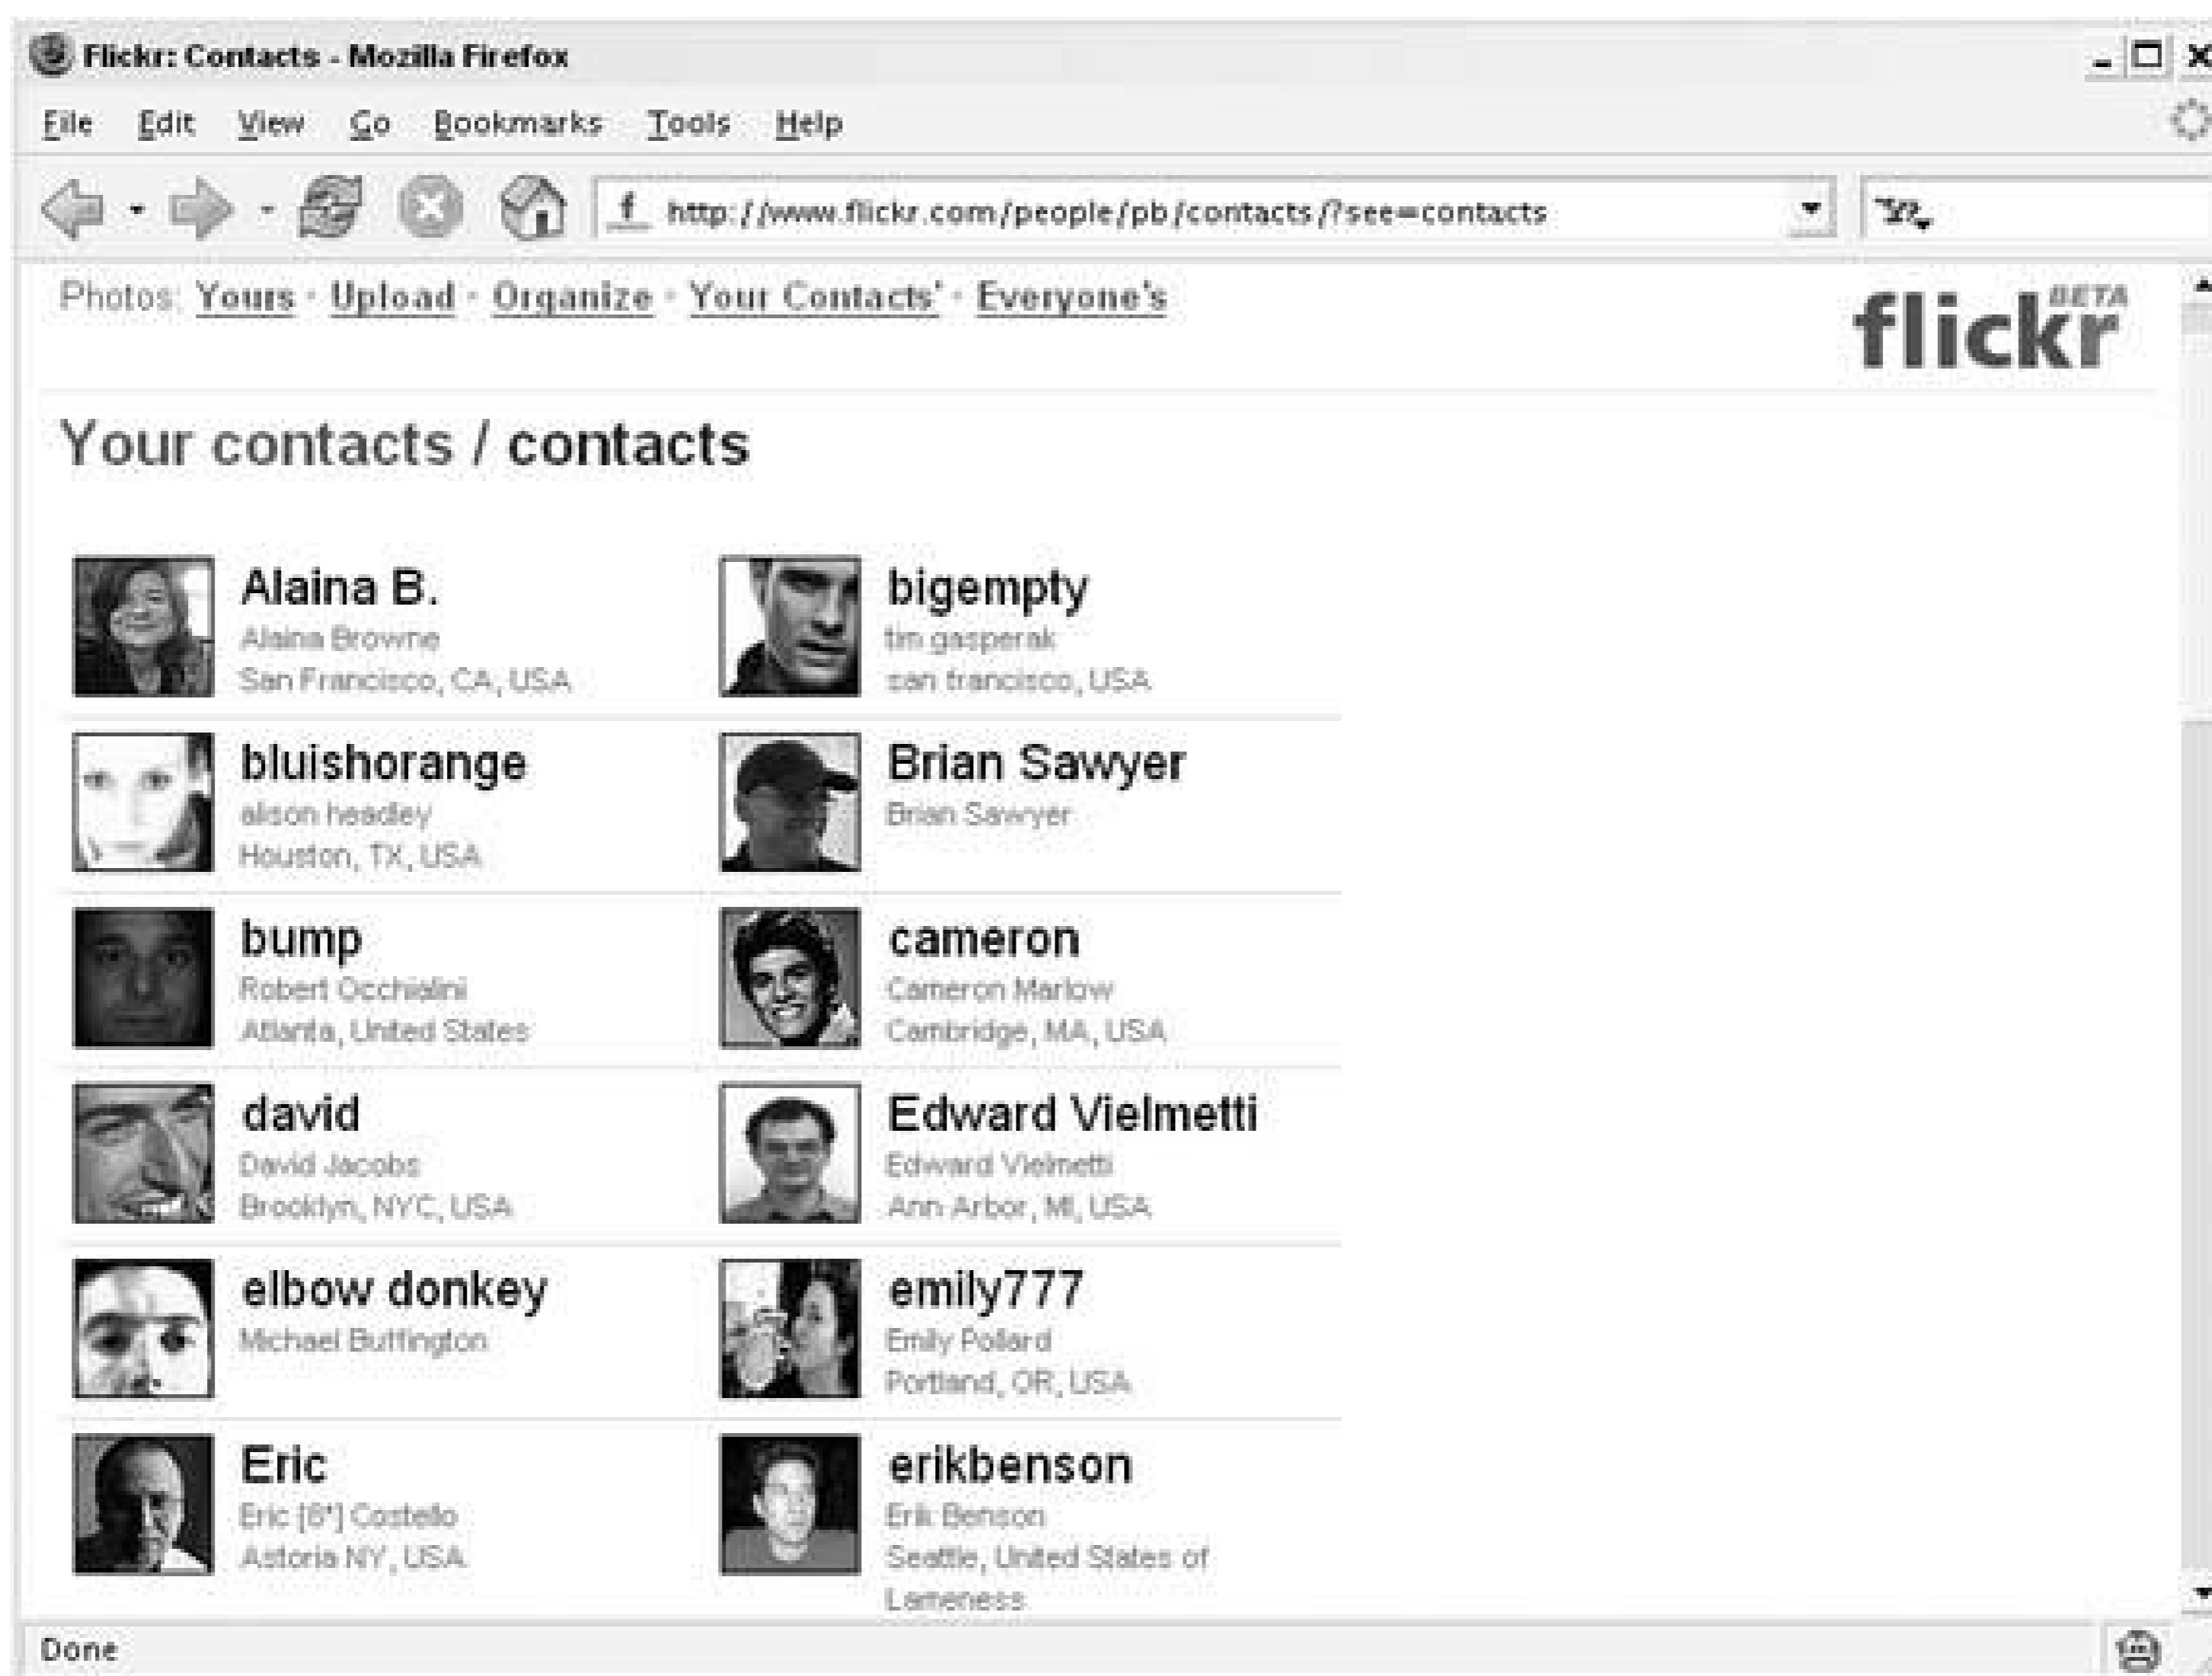 Flickr: Contacts - Mozilla Firefox
File Edit View Go Bookmarks Tools Help
http://www.flickr.com/people/pb/contacts/?see=contacts
Photos: Yours · Upload · Organize · Your Contacts' · Everyone's
flickr BETA
Your contacts / contacts
Alaina B.
Alaina Browne
San Francisco, CA, USA
bigempty
tim gasperak
san francisco, USA
bluishorange
alison headley
Houston, TX, USA
Brian Sawyer
Brian Sawyer
bump
Robert Occhialini
Atlanta, United States
cameron
Cameron Marlow
Cambridge, MA, USA
david
David Jacobs
Brooklyn, NYC, USA
Edward Vielmetti
Edward Vielmetti
Ann Arbor, MI, USA
elbow donkey
Michael Buffington
emily777
Emily Pollard
Portland, OR, USA
Eric
Eric [6*] Costello
Astoria NY, USA
erikbenson
Erik Benson
Seattle, United States of
Lameness
Done